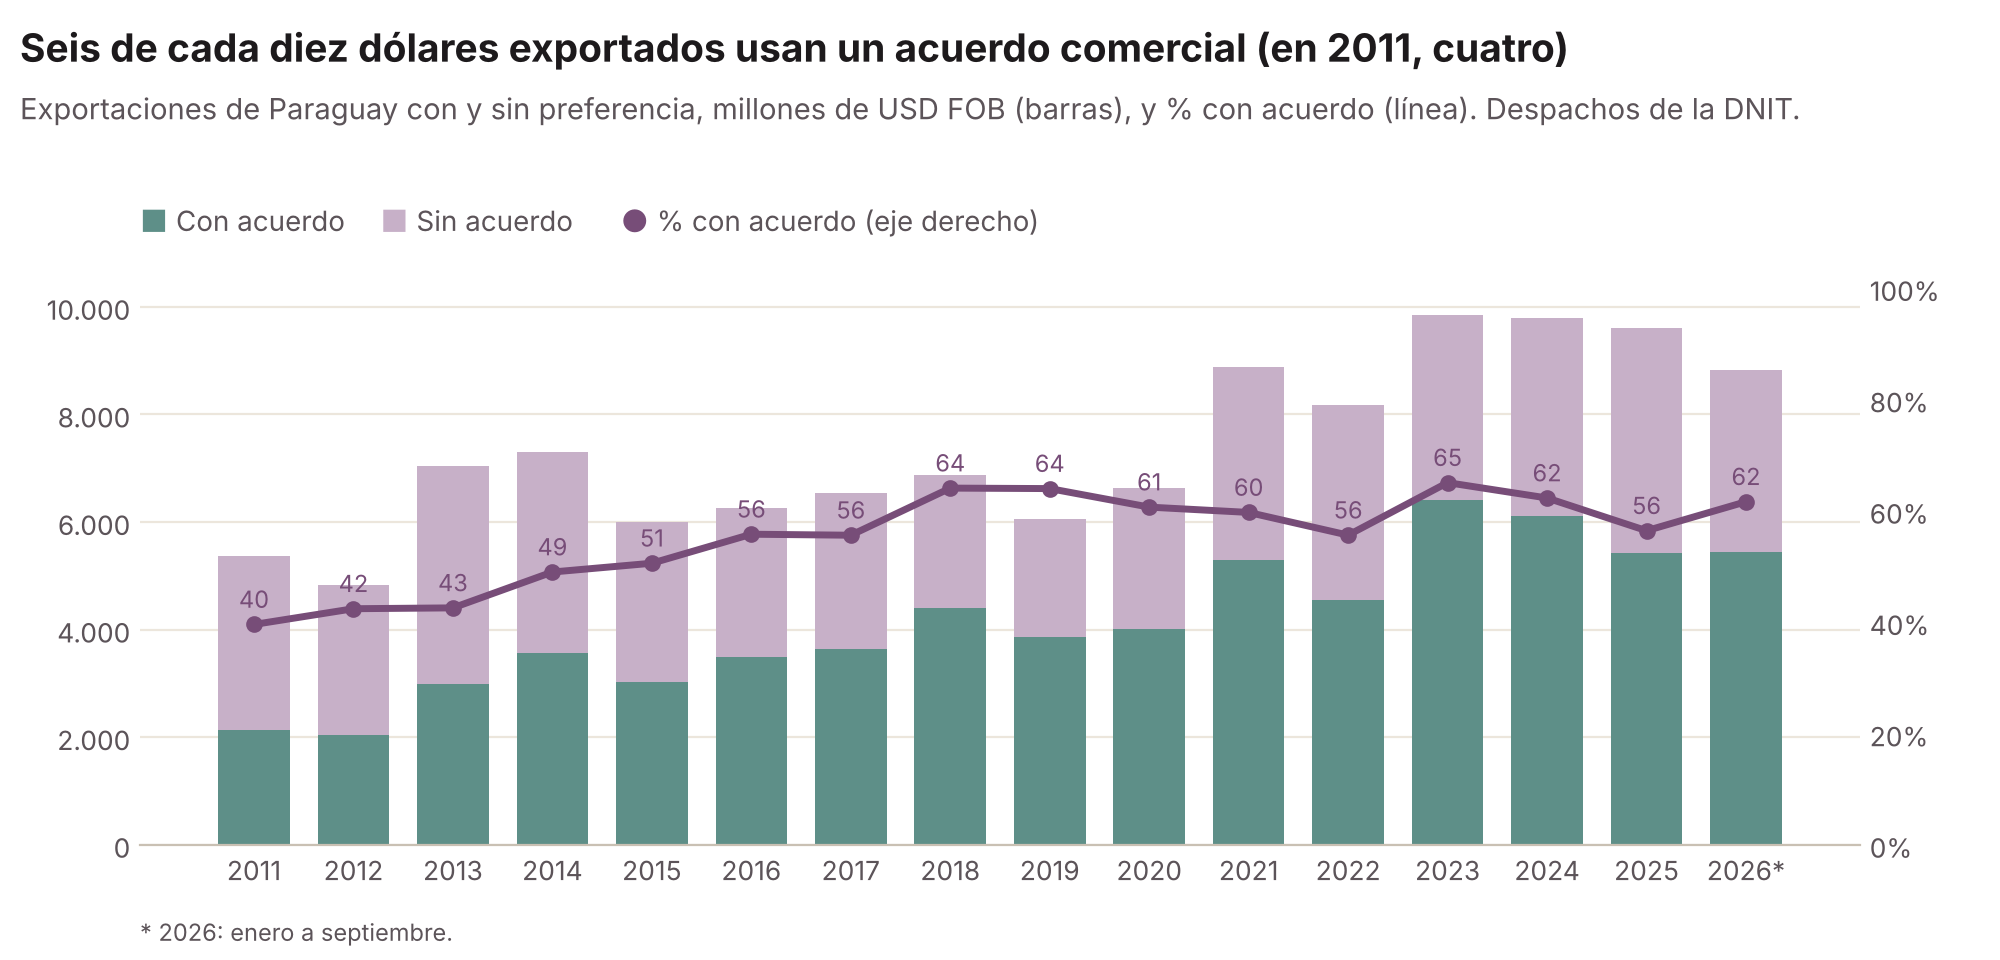 Seis de cada diez dólares exportados usan un acuerdo comercial (en 2011, cuatro)
Exportaciones de Paraguay con y sin preferencia, millones de USD FOB (barras), y % con acuerdo (línea). Despachos de la DNIT.
Con acuerdo Sin acuerdo % con acuerdo (eje derecho)
10.000 100%
8.000 80%
6.000 60%
4.000 40%
2.000 20%
0 0%
40 42 43 49 51 56 56 64 64 61 60 56 65 62 56 62
2011 2012 2013 2014 2015 2016 2017 2018 2019 2020 2021 2022 2023 2024 2025 2026*
* 2026: enero a septiembre.